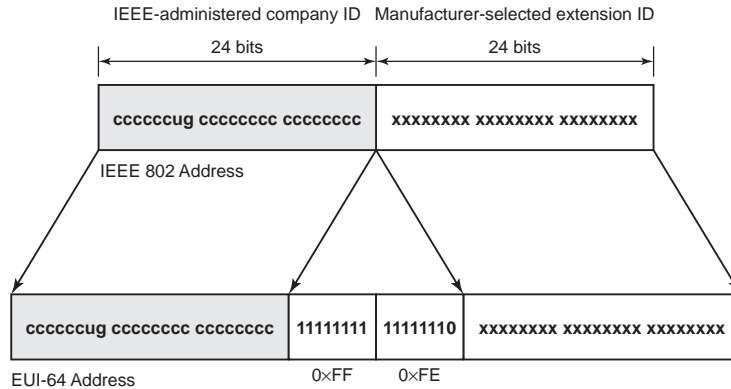 IEEE-administered company ID Manufacturer-selected extension ID
24 bits 24 bits
ccccccug cccccccc cccccccc xxxxxxxx xxxxxxxx xxxxxxxx
IEEE 802 Address
ccccccug cccccccc cccccccc 11111111 11111110 xxxxxxxx xxxxxxxx xxxxxxxx
EUI-64 Address 0×FF 0×FE